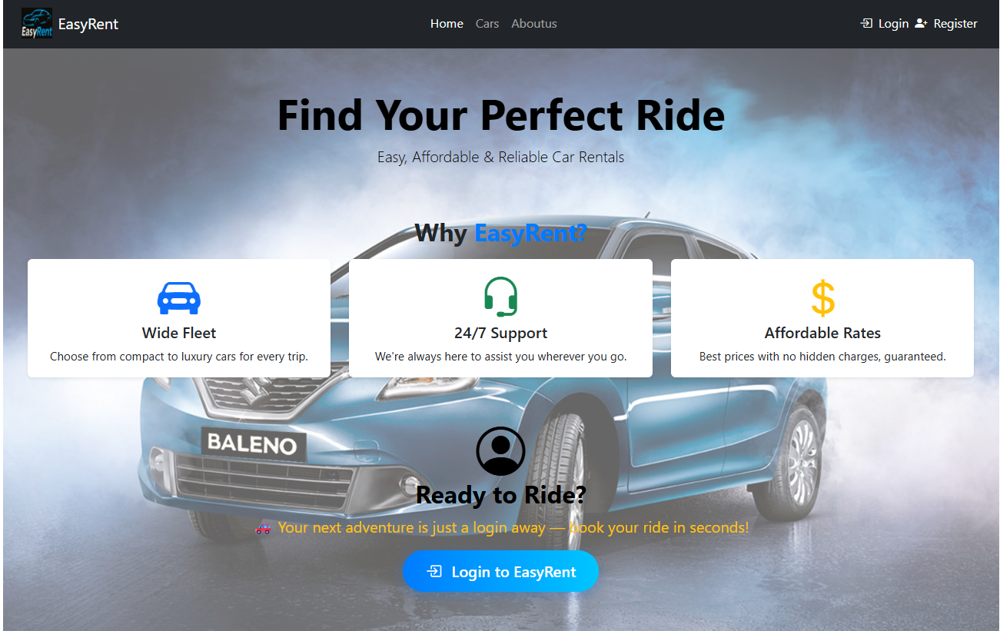 EasyRent EasyRent Home Cars Aboutus Login Register
Find Your Perfect Ride
Easy, Affordable & Reliable Car Rentals
Why EasyRent?
Wide Fleet
Choose from compact to luxury cars for every trip.
24/7 Support
We're always here to assist you wherever you go.
Affordable Rates
Best prices with no hidden charges, guaranteed.
BALENO
Ready to Ride?
🚙 Your next adventure is just a login away — book your ride in seconds!
Login to EasyRent